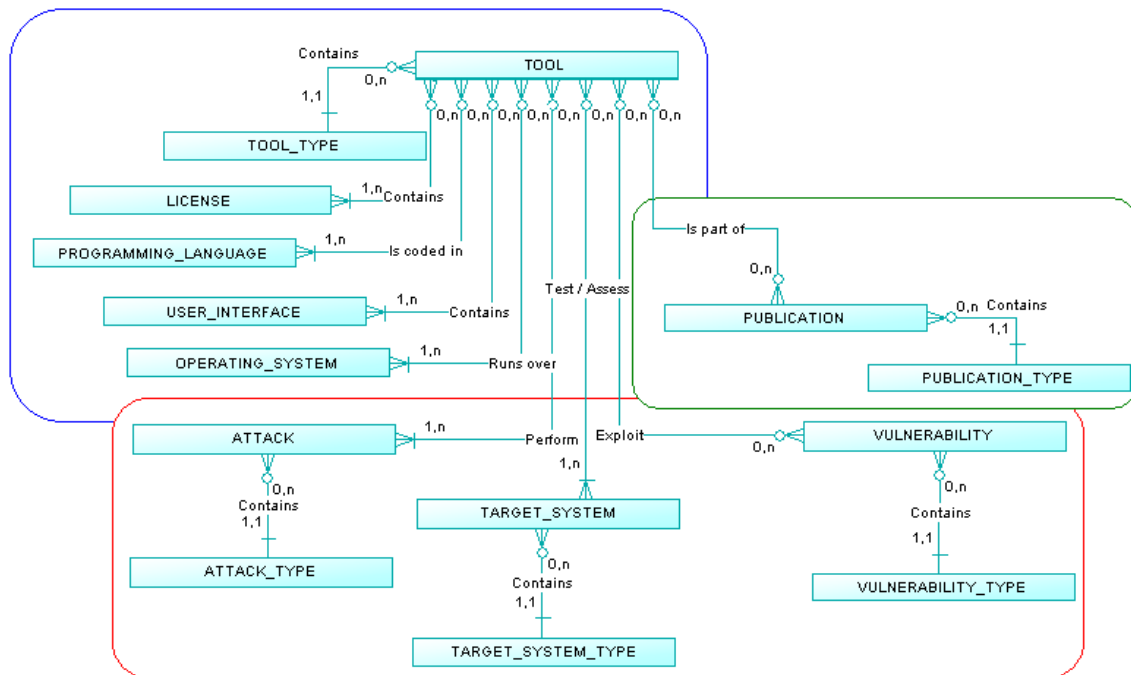 Contains
TOOL
0,n
1,1
0,n 0,n 0,n 0,n 0,n 0,n 0,n 0,n
TOOL_TYPE
LICENSE
1,n
Contains
PROGRAMMING_LANGUAGE
1,n
Is coded in
Is part of
0,n
USER_INTERFACE
1,n
Contains
Test / Assess
PUBLICATION
0,n
Contains
1,1
OPERATING_SYSTEM
1,n
Runs over
PUBLICATION_TYPE
ATTACK
1,n
Perform
Exploit
0,n
VULNERABILITY
1,n
0,n
Contains
1,1
TARGET_SYSTEM
0,n
Contains
1,1
ATTACK_TYPE
0,n
Contains
1,1
VULNERABILITY_TYPE
TARGET_SYSTEM_TYPE